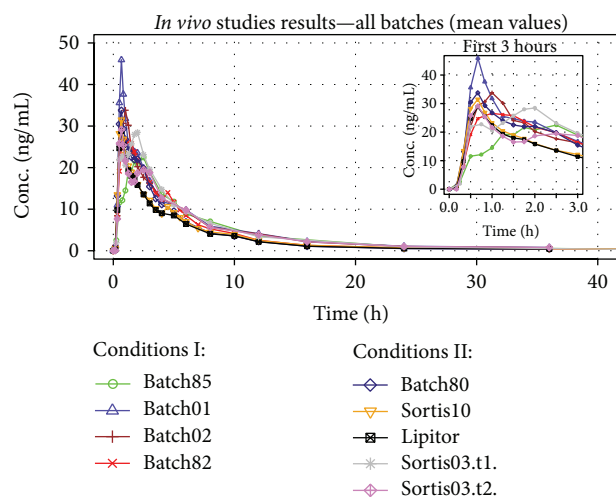 In vivo studies results—all batches (mean values)
50
40
30
20
10
0
Conc. (ng/mL)
0
10
20
30
40
Time (h)
First 3 hours
40
30
20
10
0
Conc. (ng/mL)
0.0
1.0
2.0
3.0
Time (h)
Conditions I:
Batch85
Batch01
Batch02
Batch82
Conditions II:
Batch80
Sortis10
Lipitor
Sortis03.t1.
Sortis03.t2.